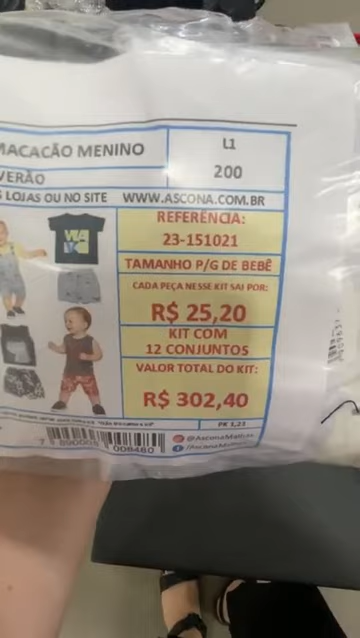 MACACÃO MENINO
L1
VERÃO
200
LOJAS OU NO SITE WWW.ASCONA.COM.BR
REFERÊNCIA:
23-151021
TAMANHO P/G DE BEBÊ
CADA PEÇA NESSE KIT SAI POR:
R$ 25,20
KIT COM
12 CONJUNTOS
VALOR TOTAL DO KIT:
R$ 302,40
PK 1,21
008480